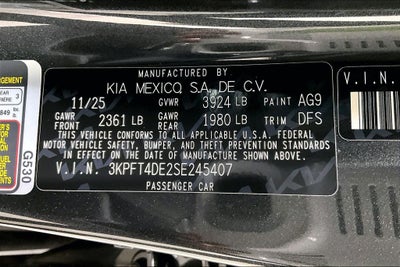 MANUFACTURED BY
KIA MEXICO, S.A. DE C.V.
11/25 GVWR 3924 LB PAINT AG9
GAWR FRONT 2361 LB GAWR REAR 1980 LB TRIM DFS
THIS VEHICLE CONFORMS TO ALL APPLICABLE U.S.A. FEDERAL
MOTOR VEHICLE SAFETY, BUMPER, AND THEFT PREVENTION STANDARDS
IN EFFECT ON THE DATE OF MANUFACTURE SHOWN ABOVE.
V.I.N. 3KPFT4DE2SE245407
PASSENGER CAR
V.I.N.
G530